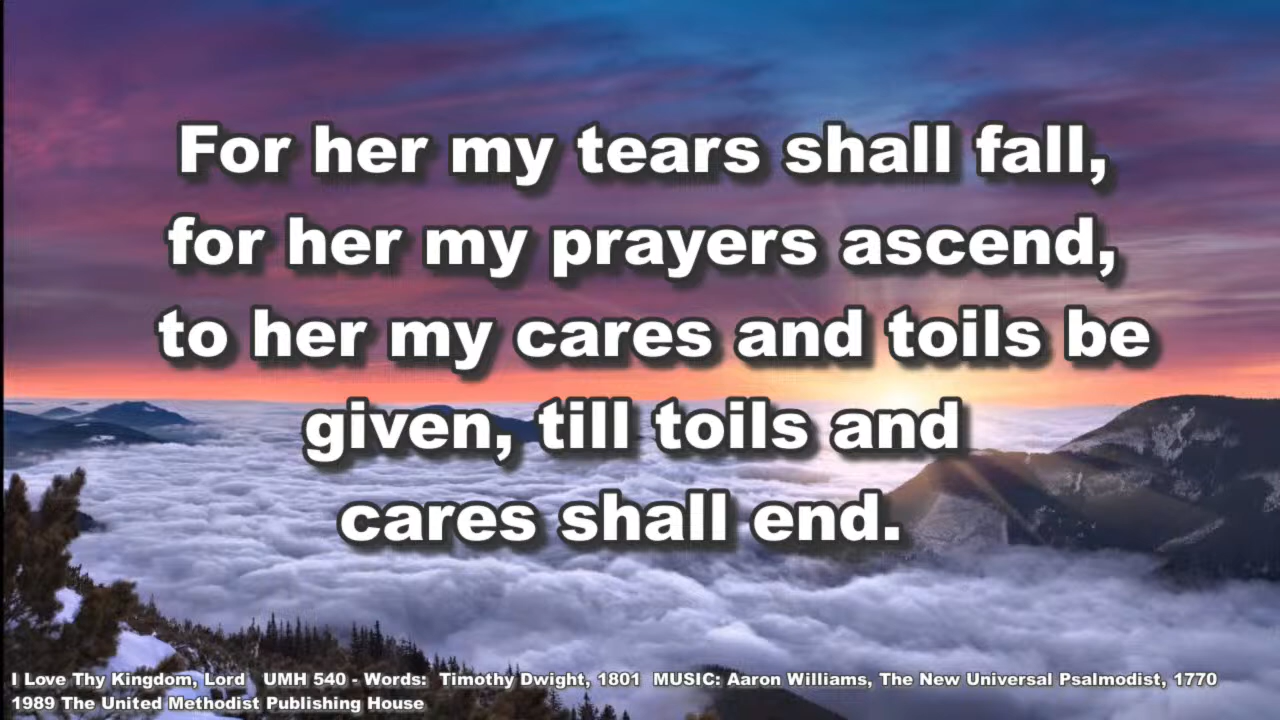 For her my tears shall fall,
for her my prayers ascend,
to her my cares and toils be
given, till toils and
cares shall end.
I Love Thy Kingdom, Lord   UMH 540 - Words:  Timothy Dwight, 1801  MUSIC: Aaron Williams, The New Universal Psalmodist, 1770
1989 The United Methodist Publishing House